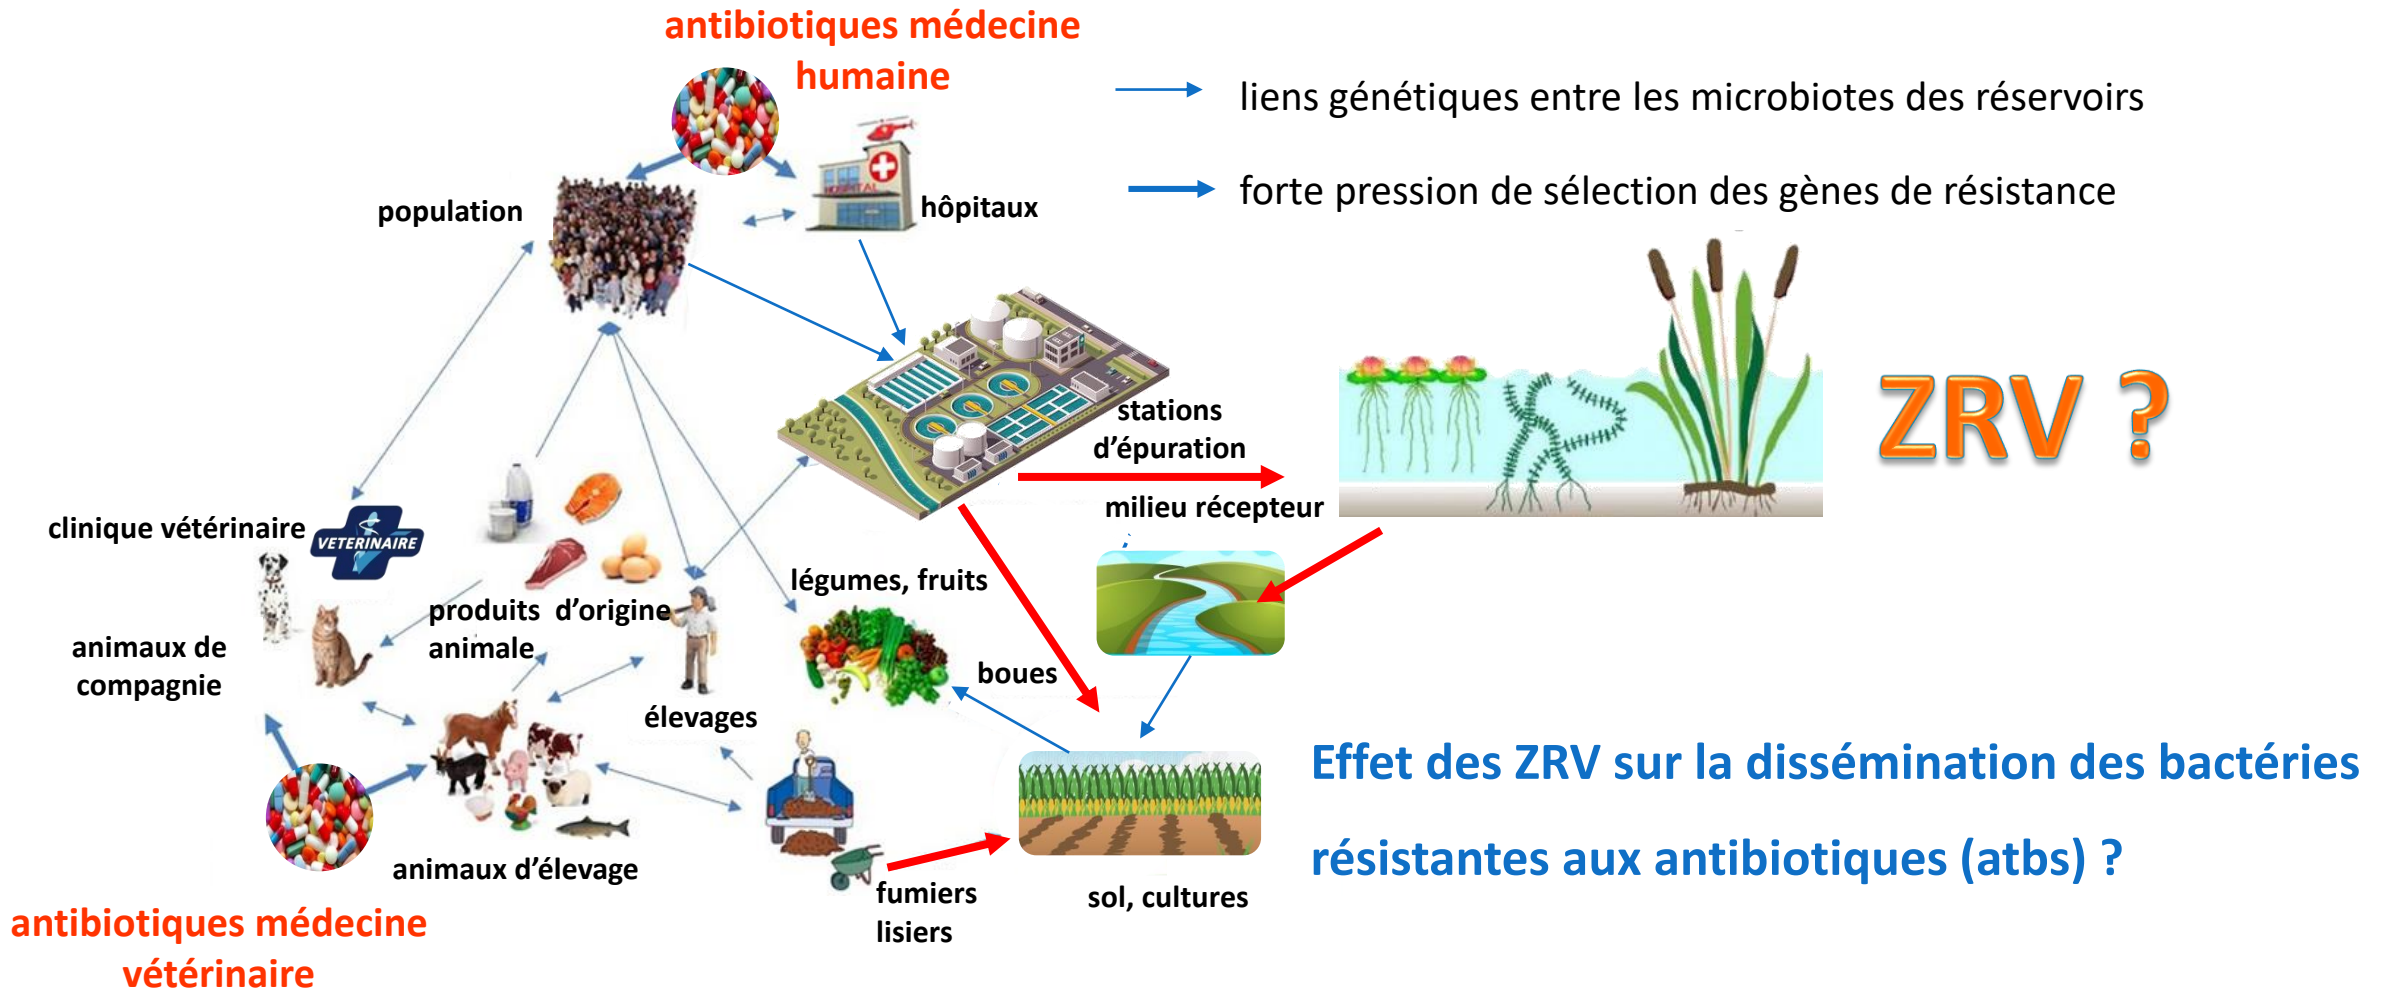 antibiotiques médecine
humaine
liens génétiques entre les microbiotes des réservoirs
forte pression de sélection des gènes de résistance
HOSPITAL
population
hôpitaux
ZRV ?
stations
d’épuration
milieu récepteur
clinique vétérinaire
VETERINAIRE
légumes, fruits
produits d’origine
animale
animaux de
compagnie
boues
élevages
Effet des ZRV sur la dissémination des bactéries
résistantes aux antibiotiques (atbs) ?
animaux d’élevage
fumiers
lisiers
sol, cultures
antibiotiques médecine
vétérinaire